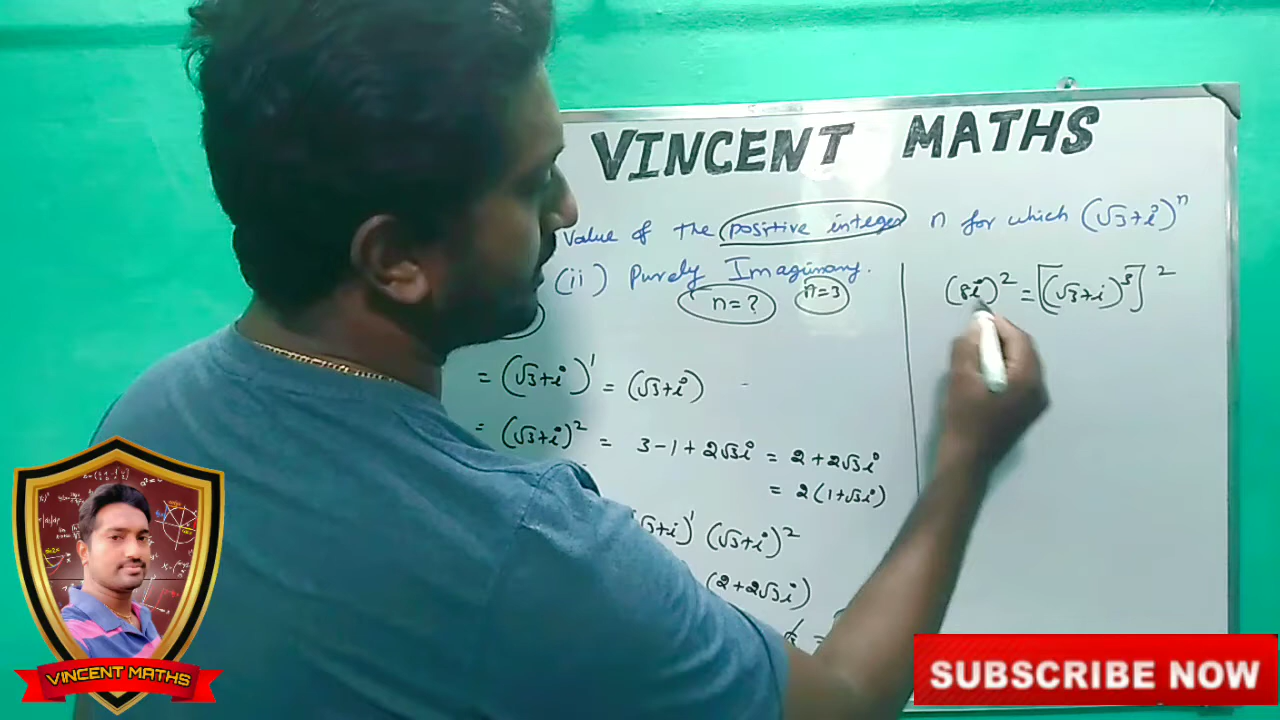 VINCENT MATHS
value of the positive integer n for which (√3+i)ⁿ
(ii) Purely Imaginary.
n=? n=3
(8i)² = [(√3+i)³]²
= (√3+i)¹ = (√3+i)
= (√3+i)² = 3-1+2√3i = 2+2√3i
= 2(1+√3i)
√3+i)¹ (√3+i)²
(2+2√3i)
VINCENT MATHS
SUBSCRIBE NOW